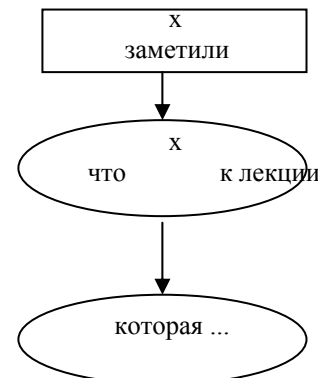 х
заметили
х
что к лекции
которая ...